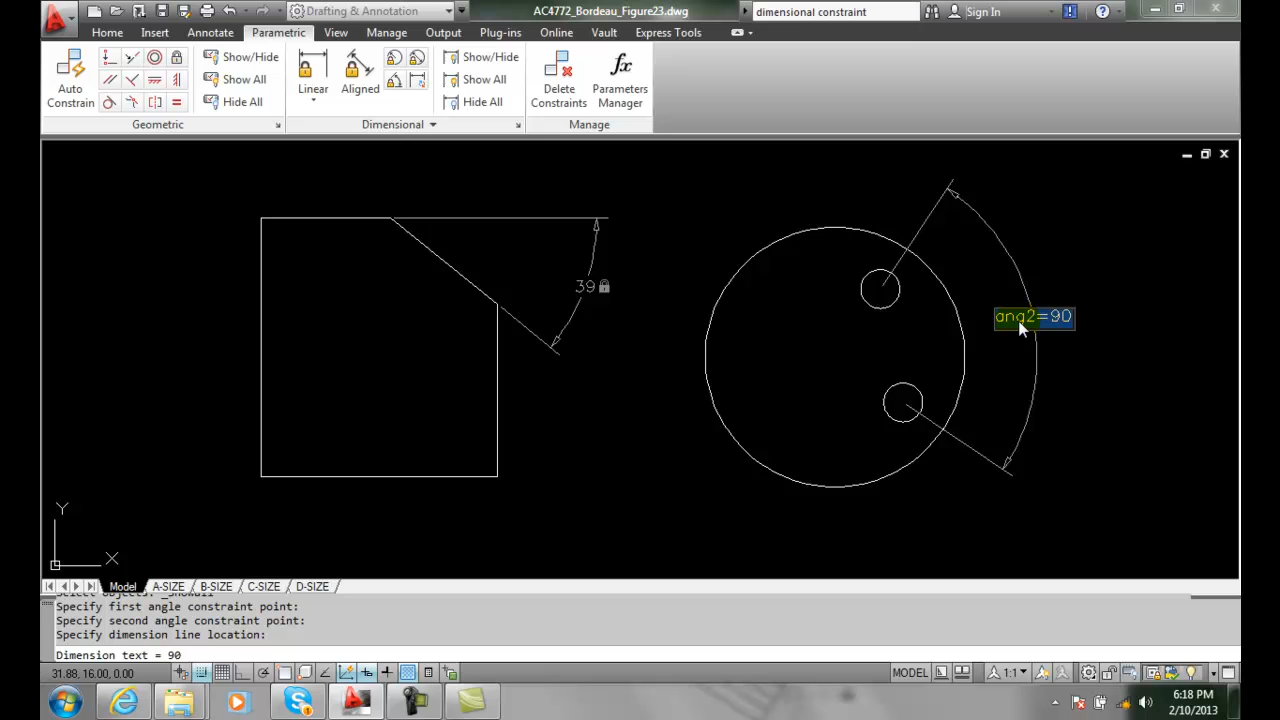 Drafting & Annotation
AC4772_Bordeau_Figure23.dwg
dimensional constraint
Sign In
Home Insert Annotate Parametric View Manage Output Plug-ins Online Vault Express Tools
Auto
Constrain
Show/Hide
Show All
Hide All
Geometric
Linear
Aligned
Show/Hide
Show All
Hide All
Dimensional
Delete
Constraints
fx
Parameters
Manager
Manage
39
ang2=90
Y
X
Model A-SIZE B-SIZE C-SIZE D-SIZE
Specify first angle constraint point:
Specify second angle constraint point:
Specify dimension line location:
Dimension text = 90
31.88, 16.00, 0.00
MODEL
1:1
6:18 PM
2/10/2013